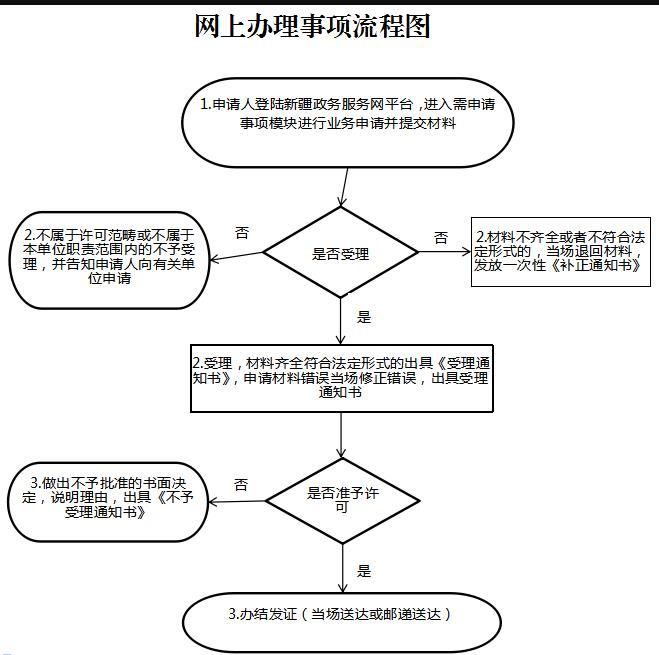 网上办理事项流程图
1.申请人登陆新疆政务服务网平台,进入需申请
事项模块进行业务申请并提交材料
是否受理
否
2.不属于许可范畴或不属于
本单位职责范围内的不予受
理，并告知申请人向有关单
位申请
否
2.材料不齐全或者不符合法
定形式的，当场退回材料，
发放一次性《补正通知书》
是
2.受理，材料齐全符合法定形式的出具《受理通
知书》，申请材料错误当场修正错误，出具受理
通知书
是否准予许
可
否
3.做出不予批准的书面决
定，说明理由，出具《不予
受理通知书》
是
3.办结发证（当场送达或邮递送达）